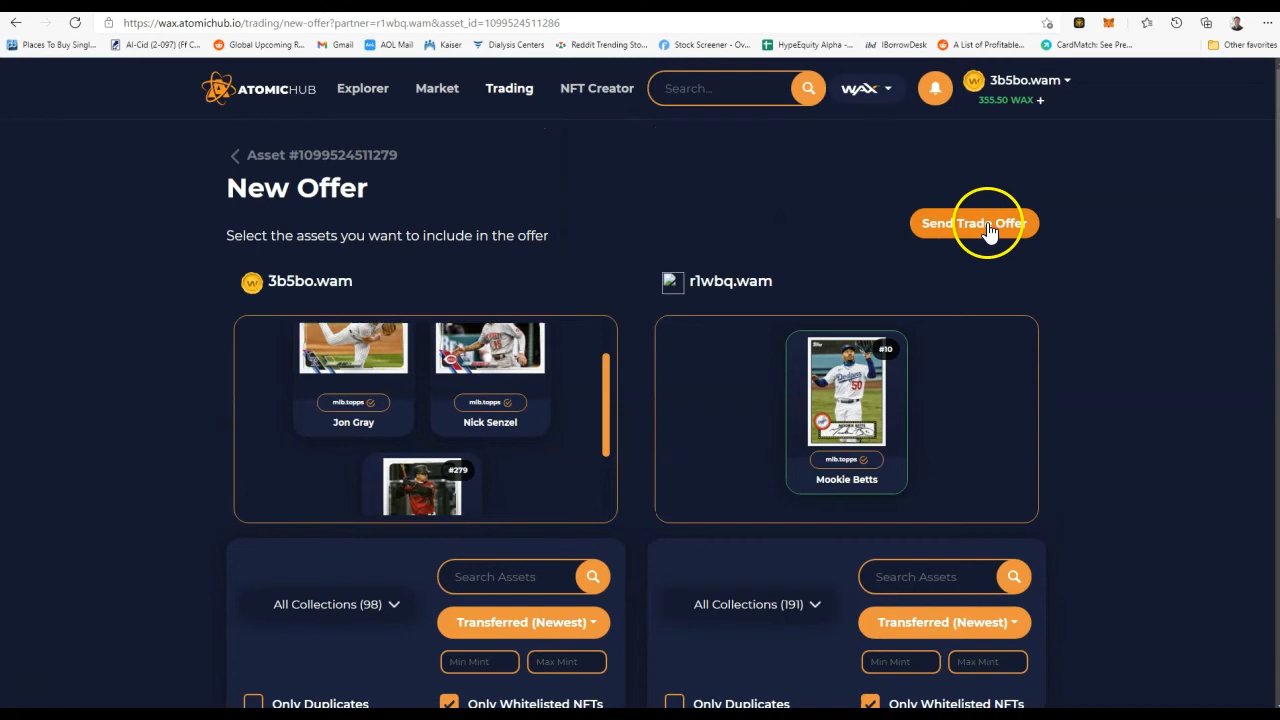 https://wax.atomichub.io/trading/new-offer?partner=r1wbq.wam&asset_id=1099524511286
Places To Buy Singl... AI-Cid (2-097) (Ff C... Global Upcoming R... Gmail AOL Mail Kaiser Dialysis Centers Reddit Trending Sto... Stock Screener - Ov... HypeEquity Alpha -... ibd IBorrowDesk A List of Profitable... CardMatch: See Pre... Other favorites
ATOMICHUB Explorer Market Trading NFT Creator Search... WAX 3b5bo.wam
355.50 WAX +
Asset #1099524511279
New Offer
Send Trade Offer
Select the assets you want to include in the offer
3b5bo.wam r1wbq.wam
#10
50
mlb.topps mlb.topps
Jon Gray Nick Senzel
MOOKIE BETTS
mlb.topps
#279
Mookie Betts
Search Assets Search Assets
All Collections (98) All Collections (191)
Transferred (Newest) Transferred (Newest)
Min Mint Max Mint Min Mint Max Mint
Only Duplicates Only Whitelisted NFTs Only Duplicates Only Whitelisted NFTs